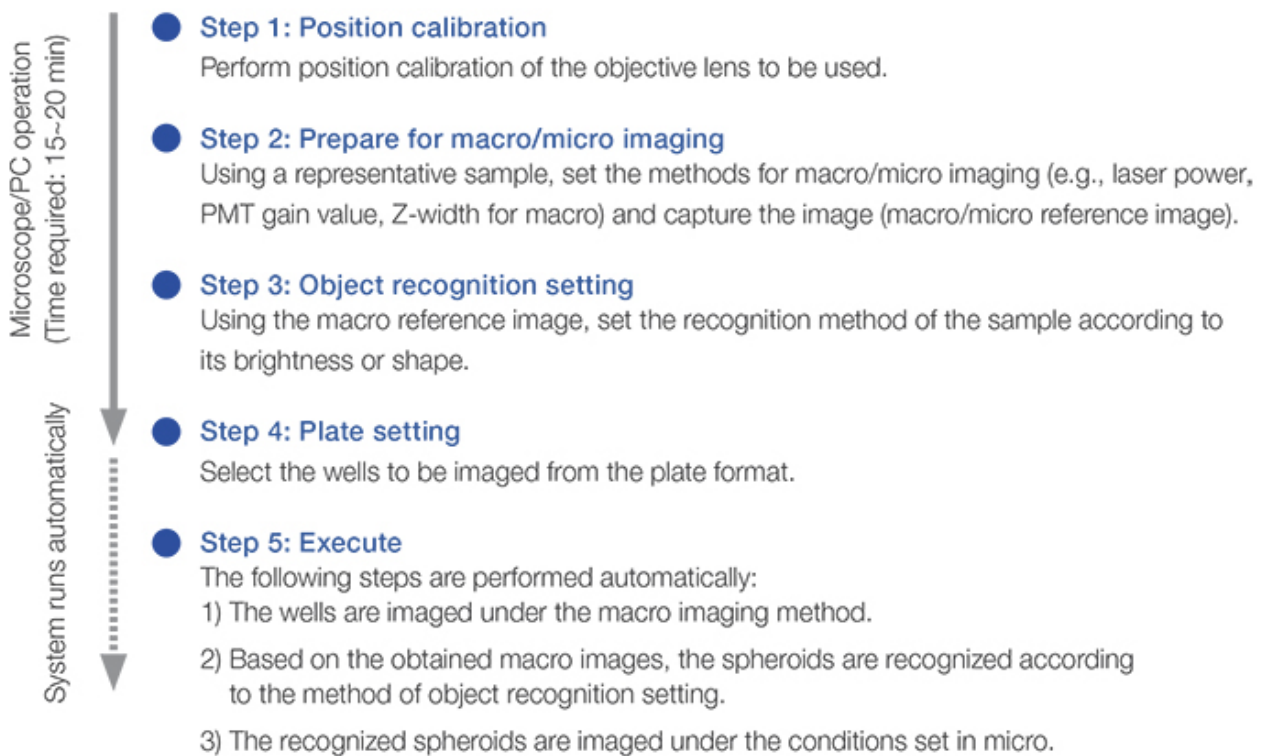 Microscope/PC operation
(Time required: 15~20 min)
System runs automatically
Step 1: Position calibration
Perform position calibration of the objective lens to be used.
Step 2: Prepare for macro/micro imaging
Using a representative sample, set the methods for macro/micro imaging (e.g., laser power,
PMT gain value, Z-width for macro) and capture the image (macro/micro reference image).
Step 3: Object recognition setting
Using the macro reference image, set the recognition method of the sample according to
its brightness or shape.
Step 4: Plate setting
Select the wells to be imaged from the plate format.
Step 5: Execute
The following steps are performed automatically:
1) The wells are imaged under the macro imaging method.
2) Based on the obtained macro images, the spheroids are recognized according
to the method of object recognition setting.
3) The recognized spheroids are imaged under the conditions set in micro.